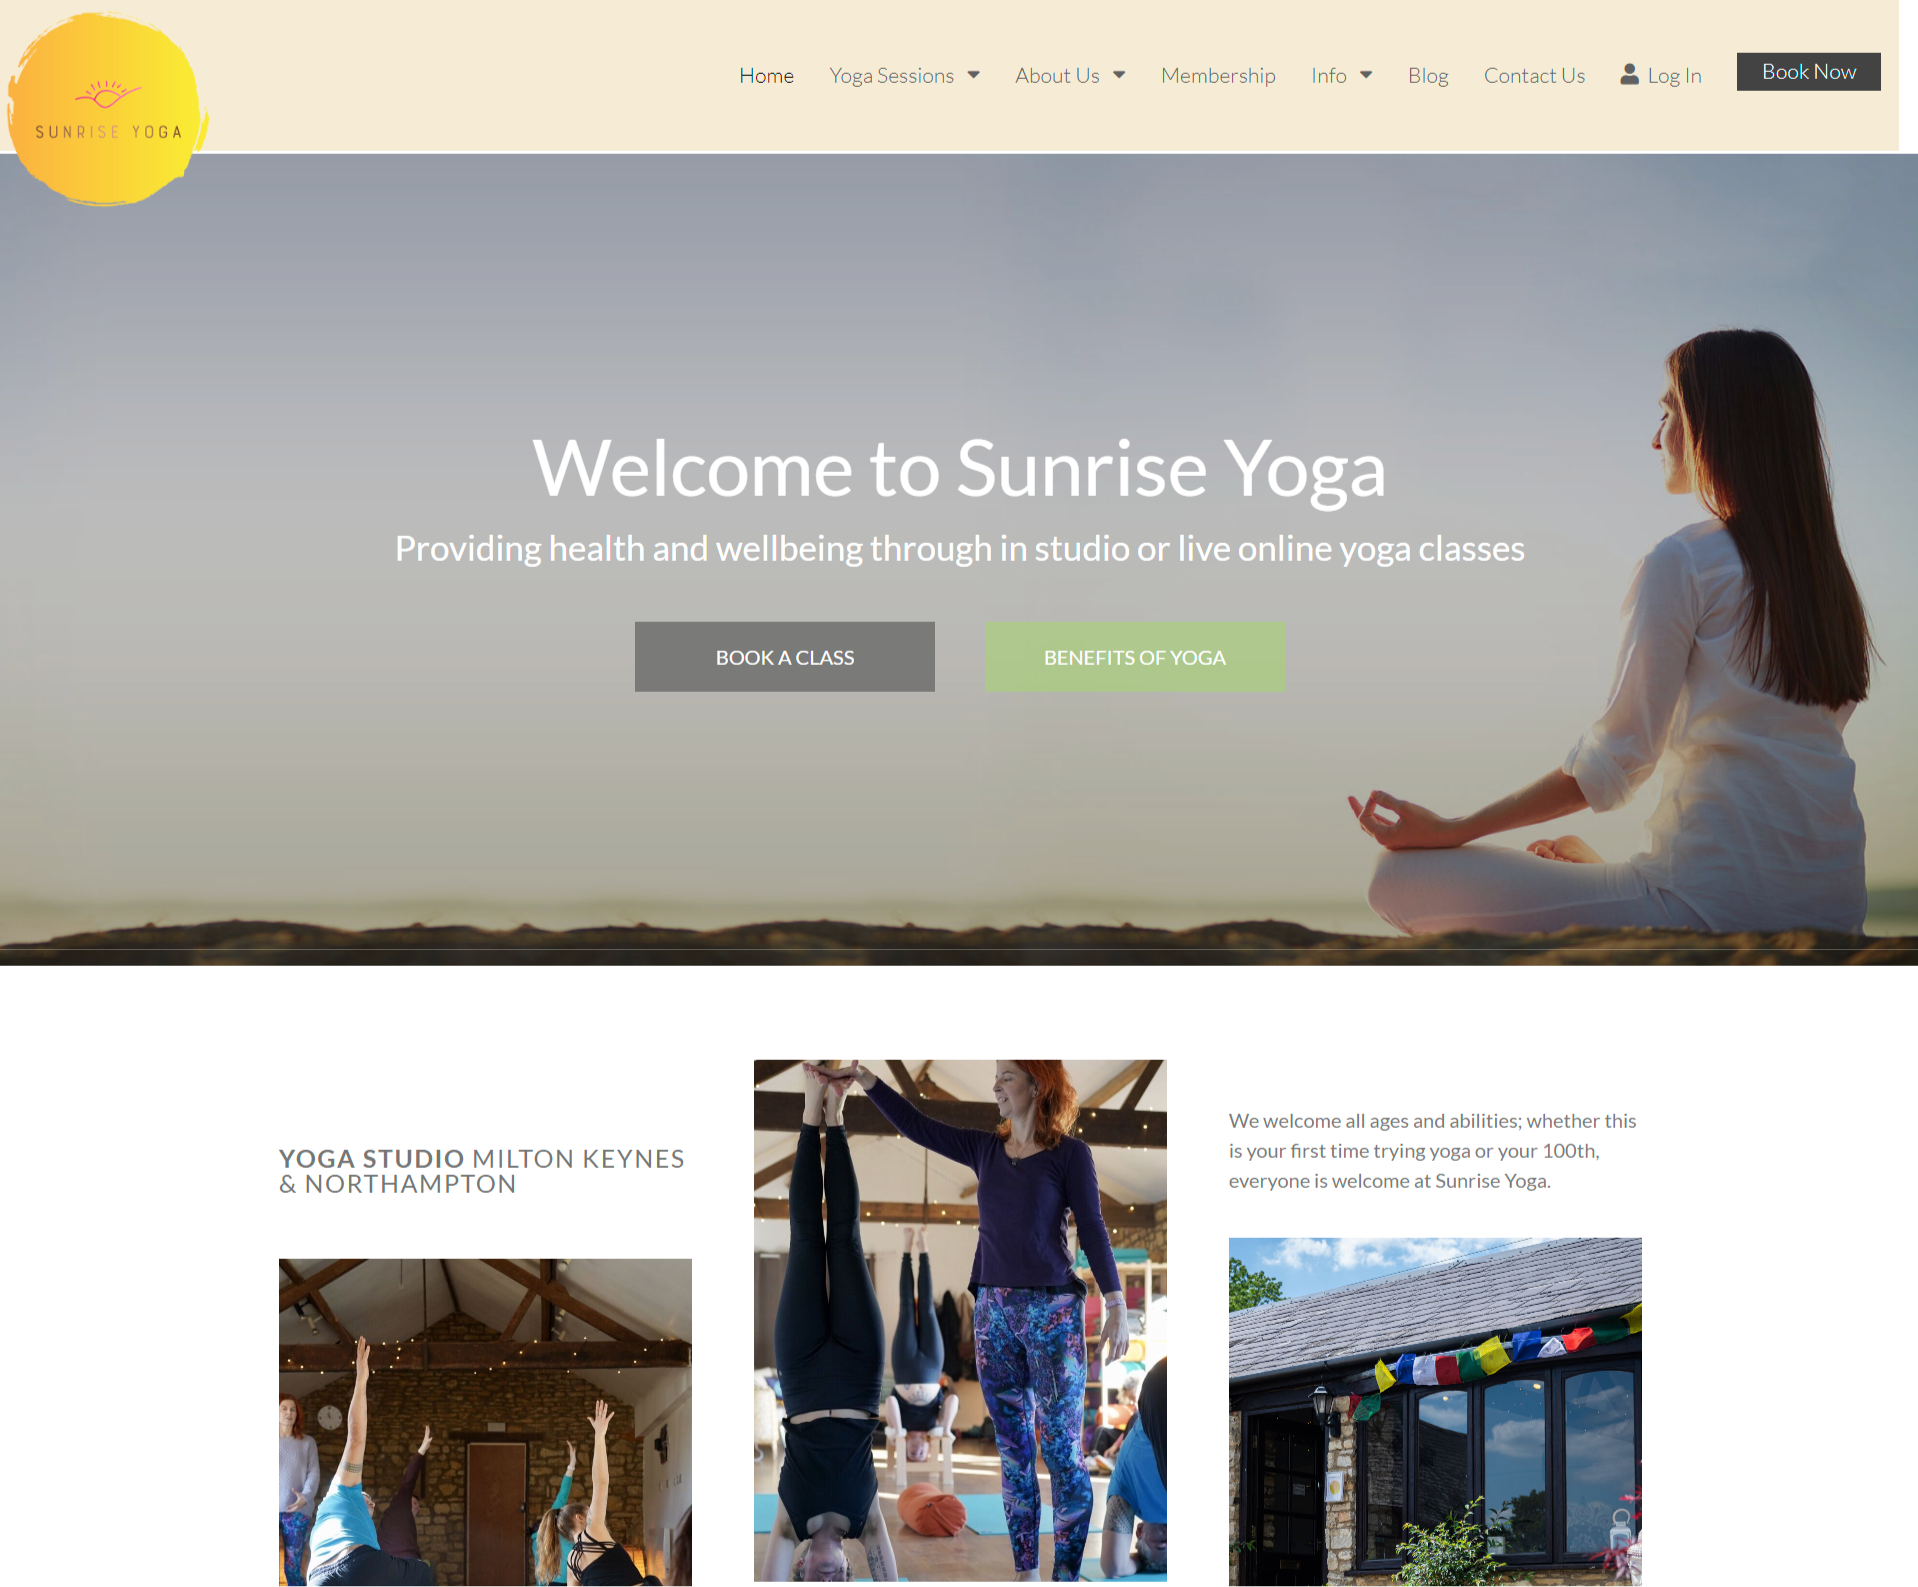 SUNRISE YOGA
Home Yoga Sessions About Us Membership Info Blog Contact Us Log In Book Now
Welcome to Sunrise Yoga
Providing health and wellbeing through in studio or live online yoga classes
BOOK A CLASS BENEFITS OF YOGA
YOGA STUDIO MILTON KEYNES
& NORTHAMPTON
We welcome all ages and abilities; whether this
is your first time trying yoga or your 100th,
everyone is welcome at Sunrise Yoga.